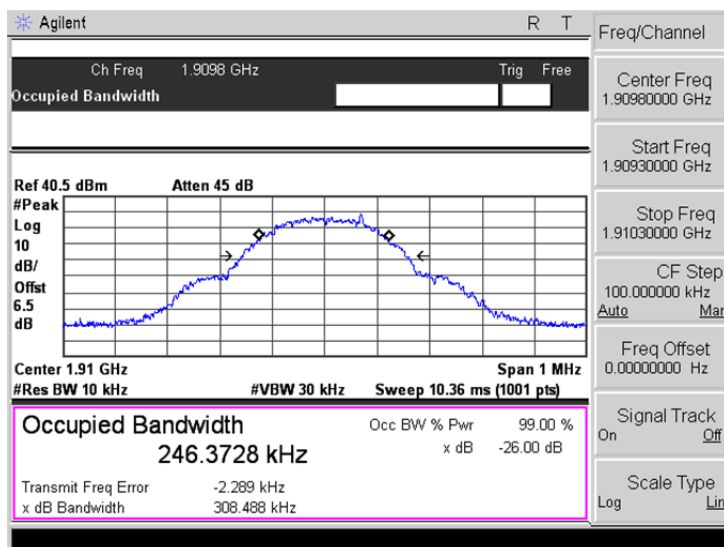 Agilent R T
Ch Freq 1.9098 GHz Trig Free
Occupied Bandwidth
Ref 40.5 dBm Atten 45 dB
#Peak
Log
10
dB/
Offst
6.5
dB
Center 1.91 GHz Span 1 MHz
#Res BW 10 kHz #VBW 30 kHz Sweep 10.36 ms (1001 pts)
Occupied Bandwidth Occ BW % Pwr 99.00 %
246.3728 kHz x dB -26.00 dB
Transmit Freq Error -2.289 kHz
x dB Bandwidth 308.488 kHz
Freq/Channel
Center Freq
1.90980000 GHz
Start Freq
1.90930000 GHz
Stop Freq
1.91030000 GHz
CF Step
100.000000 kHz
Auto Man
Freq Offset
0.00000000 Hz
Signal Track
On Off
Scale Type
Log Lin